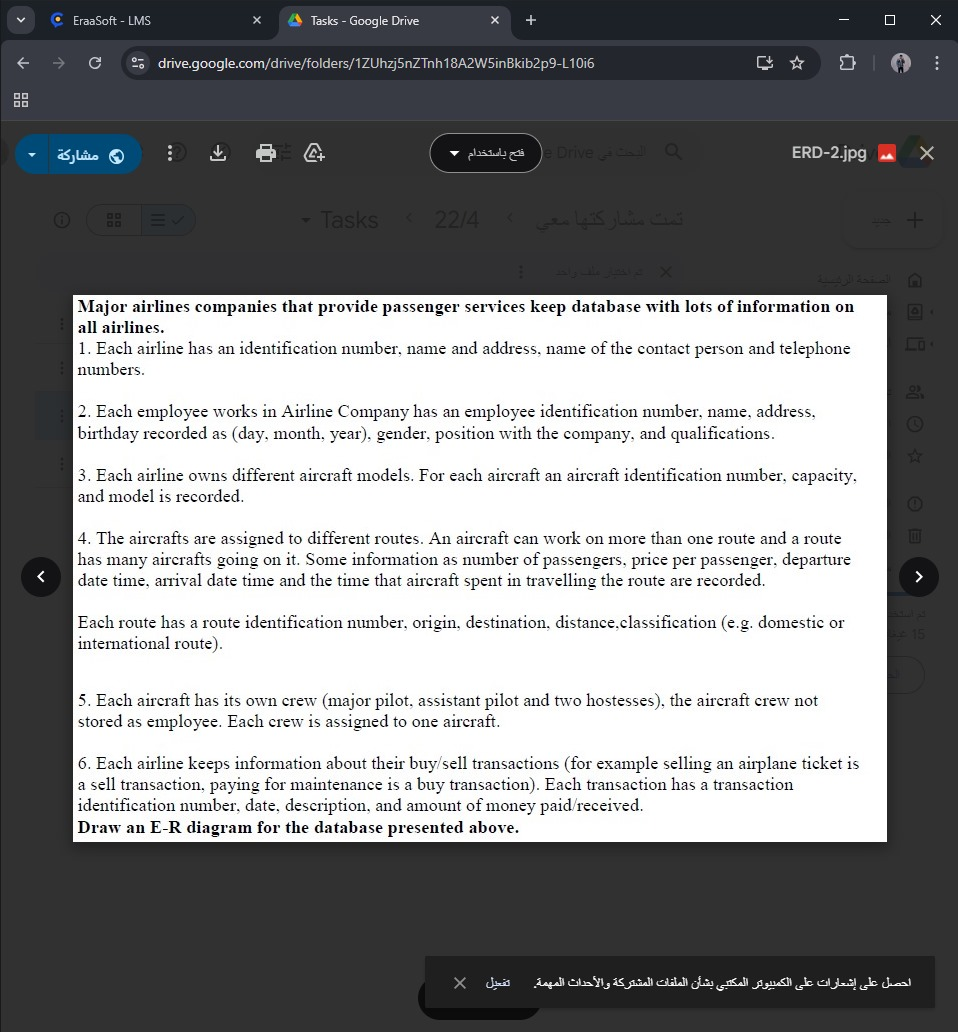 EraaSoft - LMS
Tasks - Google Drive
drive.google.com/drive/folders/1ZUhzj5nZTnh18A2W5inBkib2p9-L10i6
مشاركة
فتح باستخدام
البحث في Drive
ERD-2.jpg
Tasks
22/4
تمت مشاركتها معي
تم اختيار ملف واحد
الصفحة الرئيسية
Major airlines companies that provide passenger services keep database with lots of information on
all airlines.
1. Each airline has an identification number, name and address, name of the contact person and telephone
numbers.
2. Each employee works in Airline Company has an employee identification number, name, address,
birthday recorded as (day, month, year), gender, position with the company, and qualifications.
3. Each airline owns different aircraft models. For each aircraft an aircraft identification number, capacity,
and model is recorded.
4. The aircrafts are assigned to different routes. An aircraft can work on more than one route and a route
has many aircrafts going on it. Some information as number of passengers, price per passenger, departure
date time, arrival date time and the time that aircraft spent in travelling the route are recorded.
Each route has a route identification number, origin, destination, distance,classification (e.g. domestic or
international route).
5. Each aircraft has its own crew (major pilot, assistant pilot and two hostesses), the aircraft crew not
stored as employee. Each crew is assigned to one aircraft.
6. Each airline keeps information about their buy/sell transactions (for example selling an airplane ticket is
a sell transaction, paying for maintenance is a buy transaction). Each transaction has a transaction
identification number, date, description, and amount of money paid/received.
Draw an E-R diagram for the database presented above.
15
احصل على إشعارات على الكمبيوتر المكتبي بشأن الملفات المشتركة والأحداث المهمة.
تفعيل